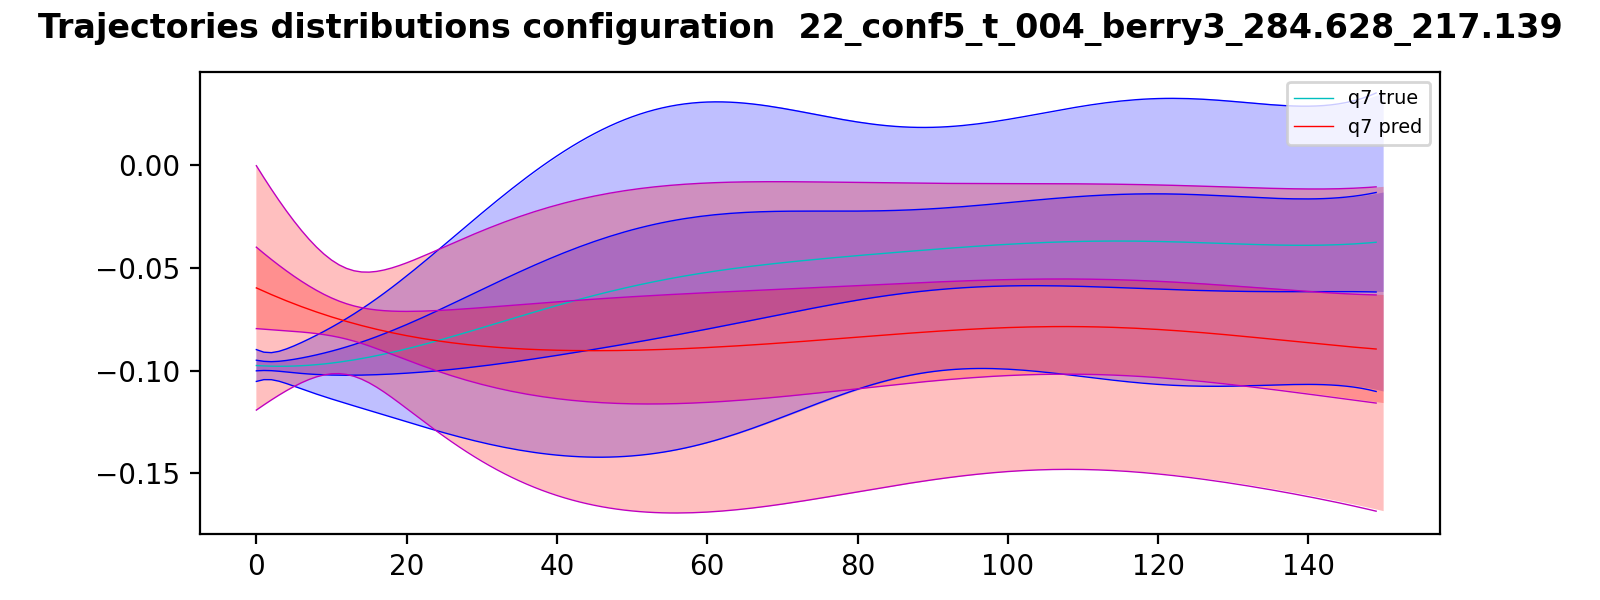 Trajectories distributions configuration  22_conf5_t_004_berry3_284.628_217.139
q7 true
q7 pred
0.00
−0.05
−0.10
−0.15
0 20 40 60 80 100 120 140